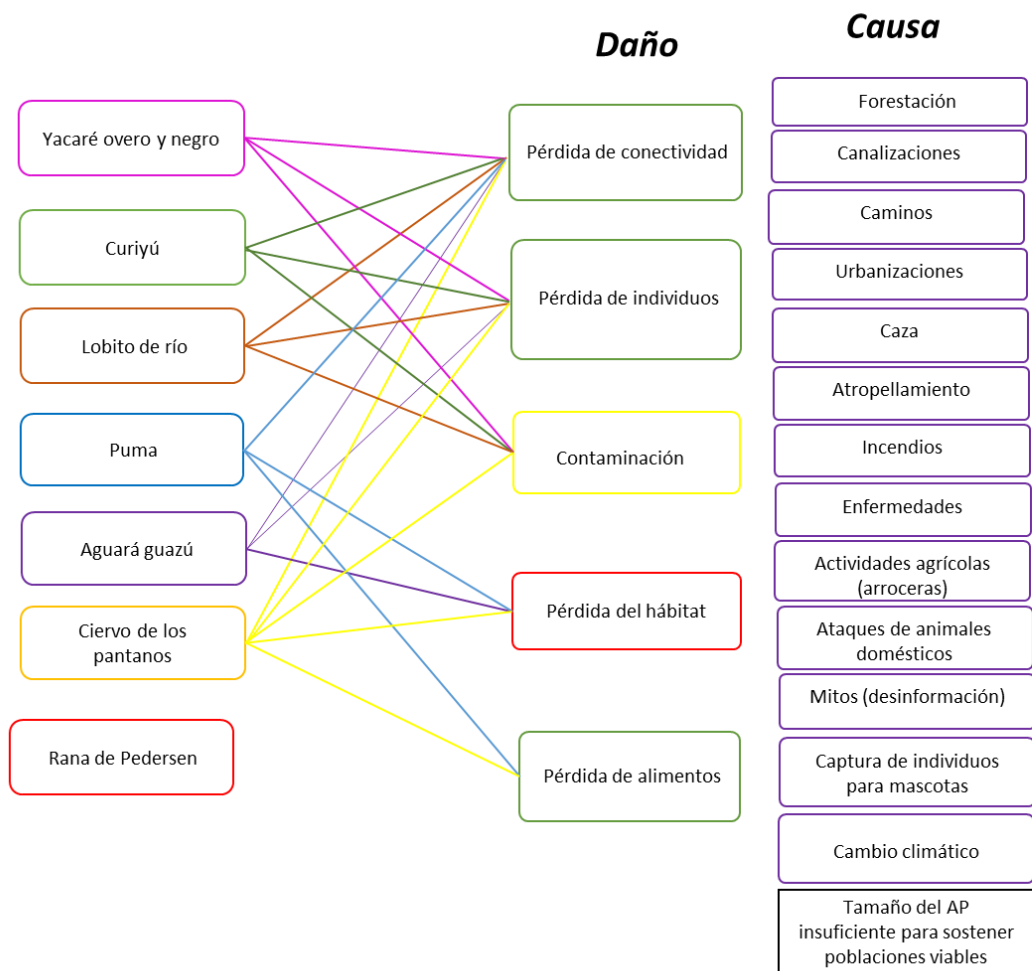 Daño
Causa
Yacaré overo y negro
Curiyú
Lobito de río
Puma
Aguará guazú
Ciervo de los
pantanos
Rana de Pedersen
Pérdida de conectividad
Pérdida de individuos
Contaminación
Pérdida del hábitat
Pérdida de alimentos
Forestación
Canalizaciones
Caminos
Urbanizaciones
Caza
Atropellamiento
Incendios
Enfermedades
Actividades agrícolas
(arroceras)
Ataques de animales
domésticos
Mitos (desinformación)
Captura de individuos
para mascotas
Cambio climático
Tamaño del AP
insuficiente para sostener
poblaciones viables